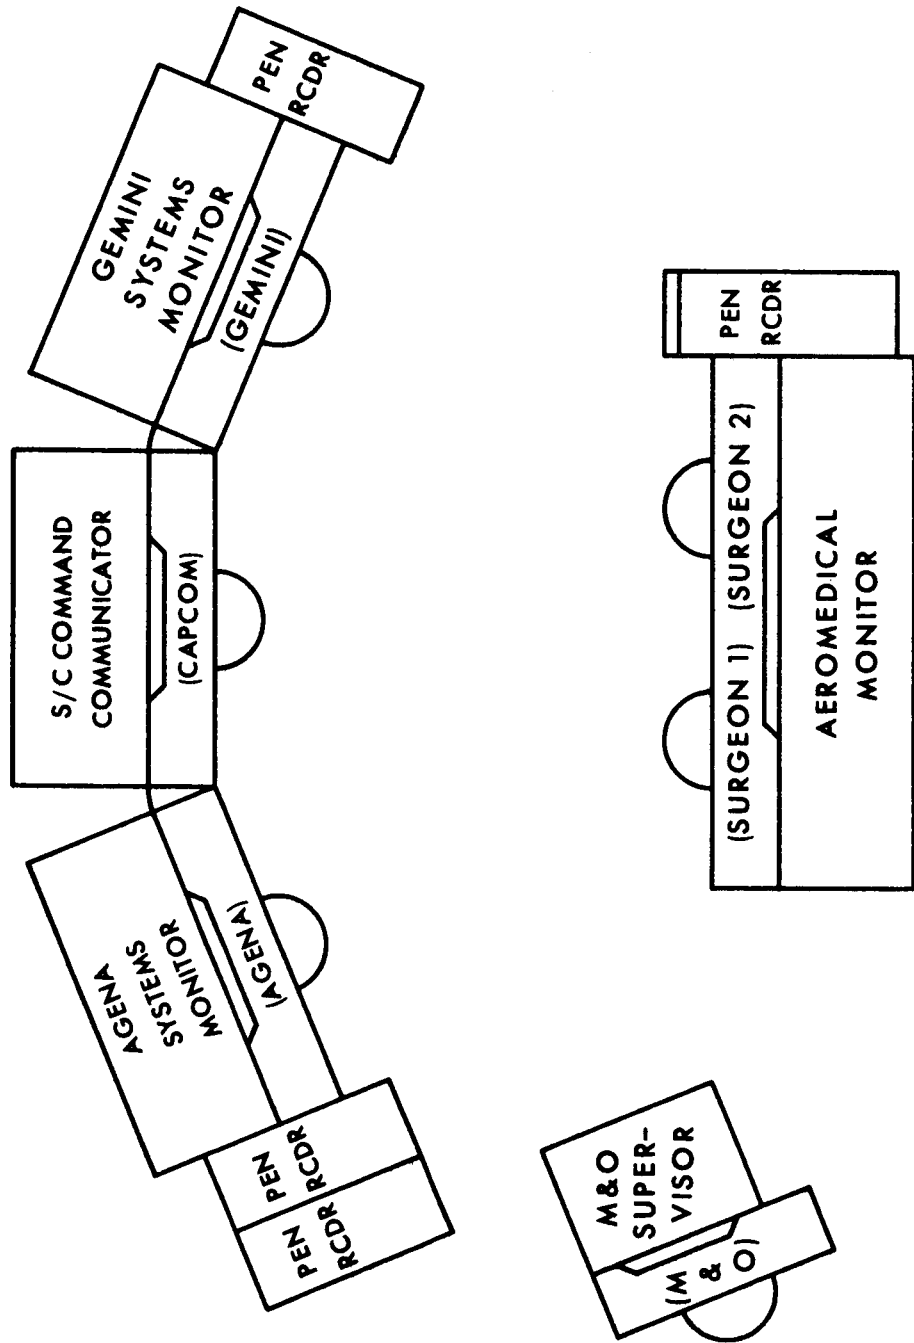 AGENA
SYSTEMS
MONITOR
(AGENA)
PEN
RCDR
PEN
RCDR
S/C COMMAND
COMMUNICATOR
(CAPCOM)
GEMINI
SYSTEMS
MONITOR
(GEMINI)
PEN
RCDR
M&O
SUPER-
VISOR
(M
&
O)
(SURGEON 1) (SURGEON 2)
AEROMEDICAL
MONITOR
PEN
RCDR